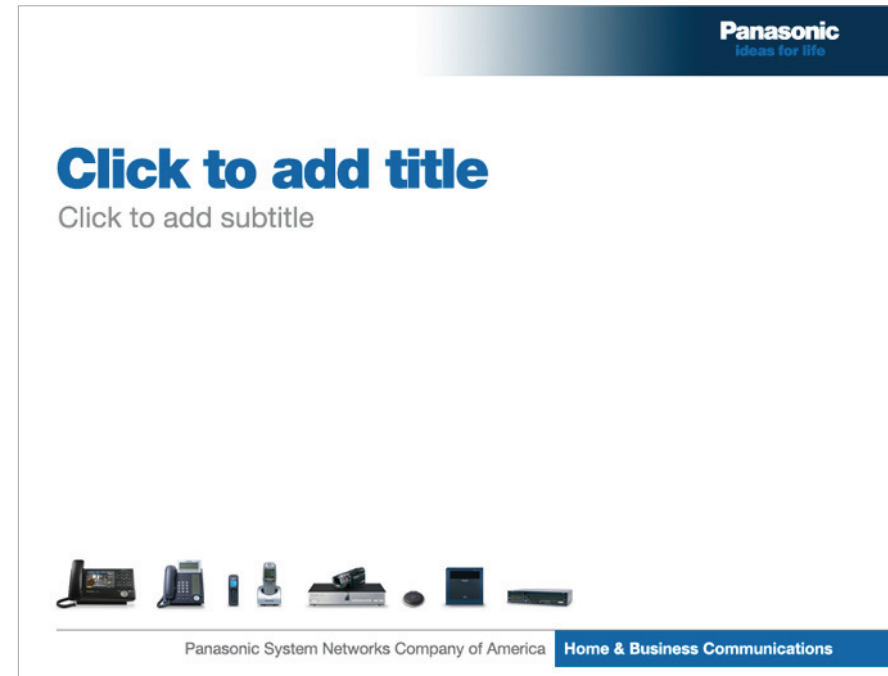 Panasonic
ideas for life
Click to add title
Click to add subtitle
Panasonic System Networks Company of America Home & Business Communications